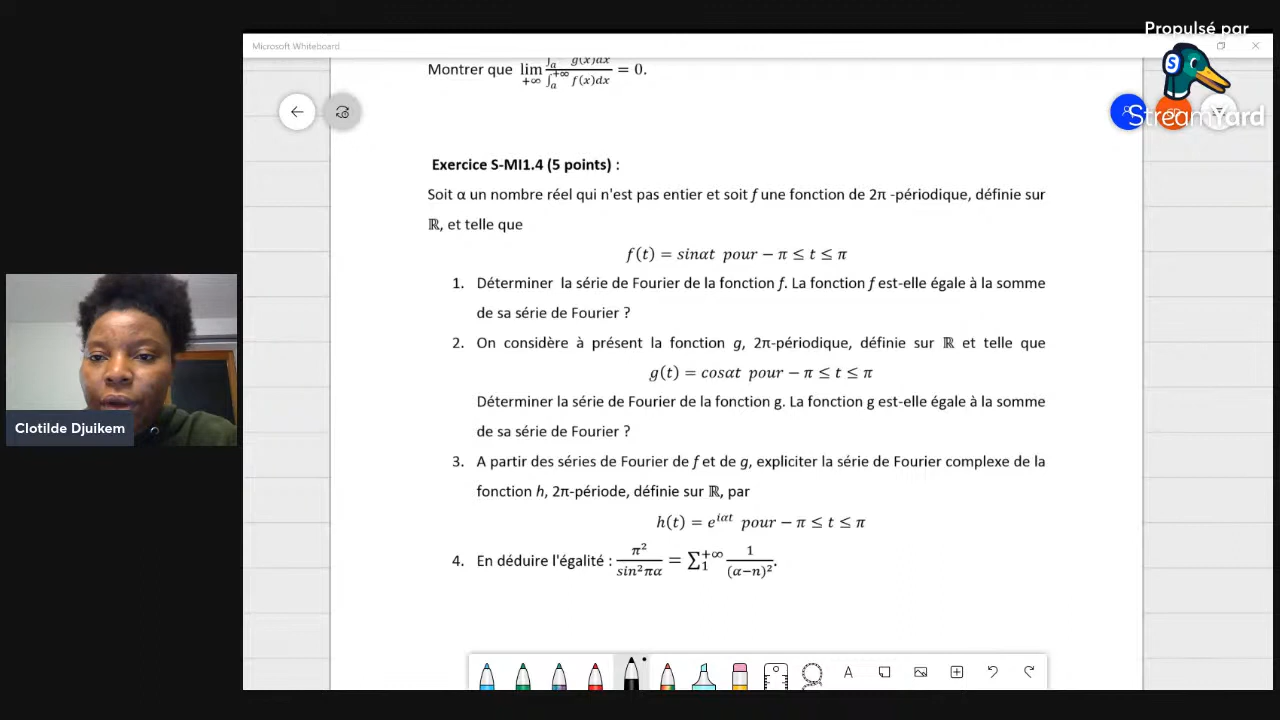 Propulsé par
StreamYard
Microsoft Whiteboard
Montrer que lim +∞ ∫ₐ g(x)dx / ∫ₐ⁺∞ f(x)dx = 0.
Exercice S-MI1.4 (5 points) :
Soit α un nombre réel qui n'est pas entier et soit f une fonction de 2π -périodique, définie sur
ℝ, et telle que
f(t) = sinαt pour − π ≤ t ≤ π
1. Déterminer la série de Fourier de la fonction f. La fonction f est-elle égale à la somme
de sa série de Fourier ?
2. On considère à présent la fonction g, 2π-périodique, définie sur ℝ et telle que
g(t) = cosαt pour − π ≤ t ≤ π
Déterminer la série de Fourier de la fonction g. La fonction g est-elle égale à la somme
de sa série de Fourier ?
3. A partir des séries de Fourier de f et de g, expliciter la série de Fourier complexe de la
fonction h, 2π-période, définie sur ℝ, par
h(t) = e^{iαt} pour − π ≤ t ≤ π
4. En déduire l'égalité : π²/sin²πα = ∑₁⁺∞ 1/(α−n)².
Clotilde Djuikem